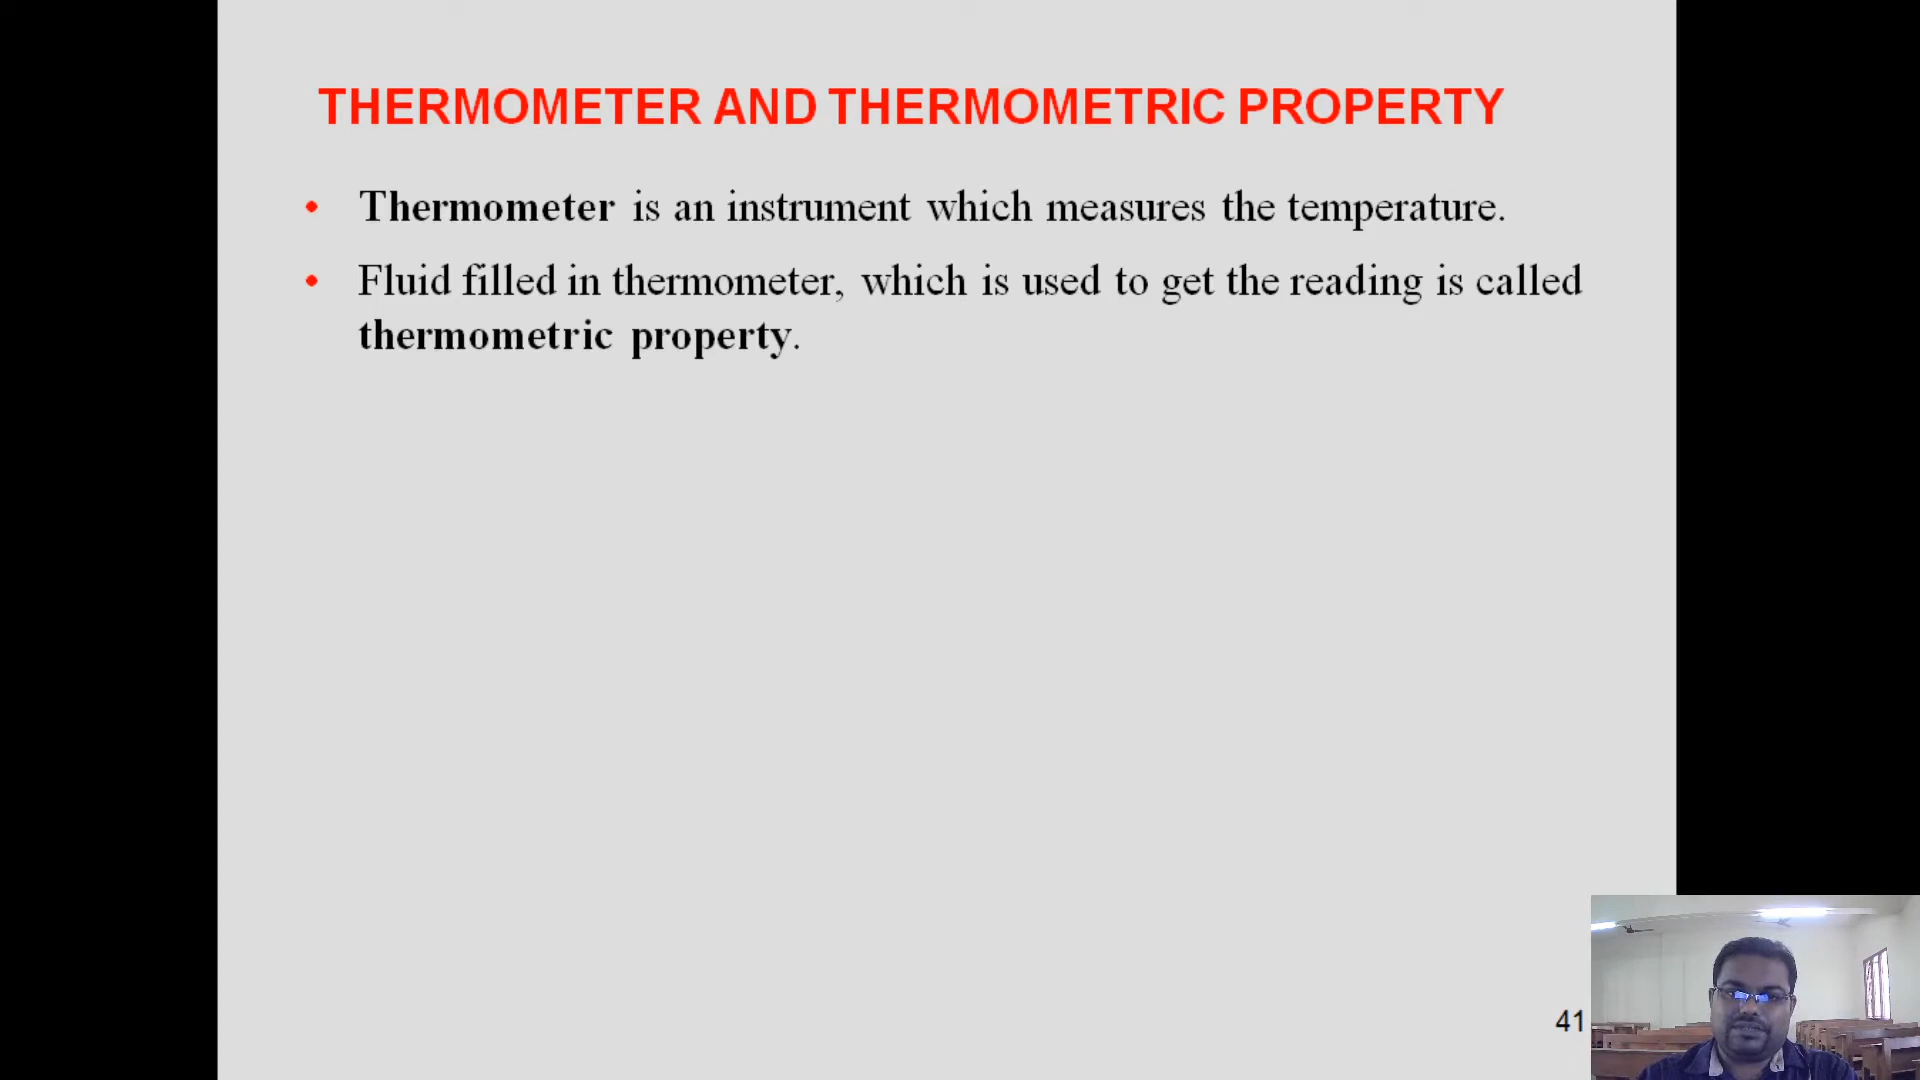 THERMOMETER AND THERMOMETRIC PROPERTY
• Thermometer is an instrument which measures the temperature.
• Fluid filled in thermometer, which is used to get the reading is called
thermometric property.
41